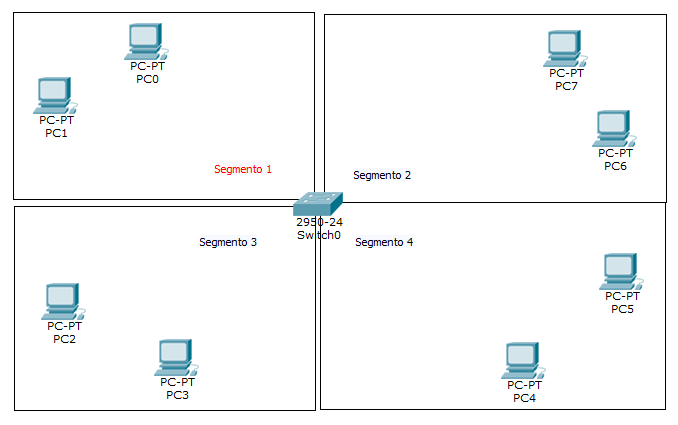 PC-PT
PC0
PC-PT
PC1
Segmento 1
PC-PT
PC7
PC-PT
PC6
Segmento 2
2950-24
Switch0
Segmento 3
PC-PT
PC2
PC-PT
PC3
Segmento 4
PC-PT
PC5
PC-PT
PC4